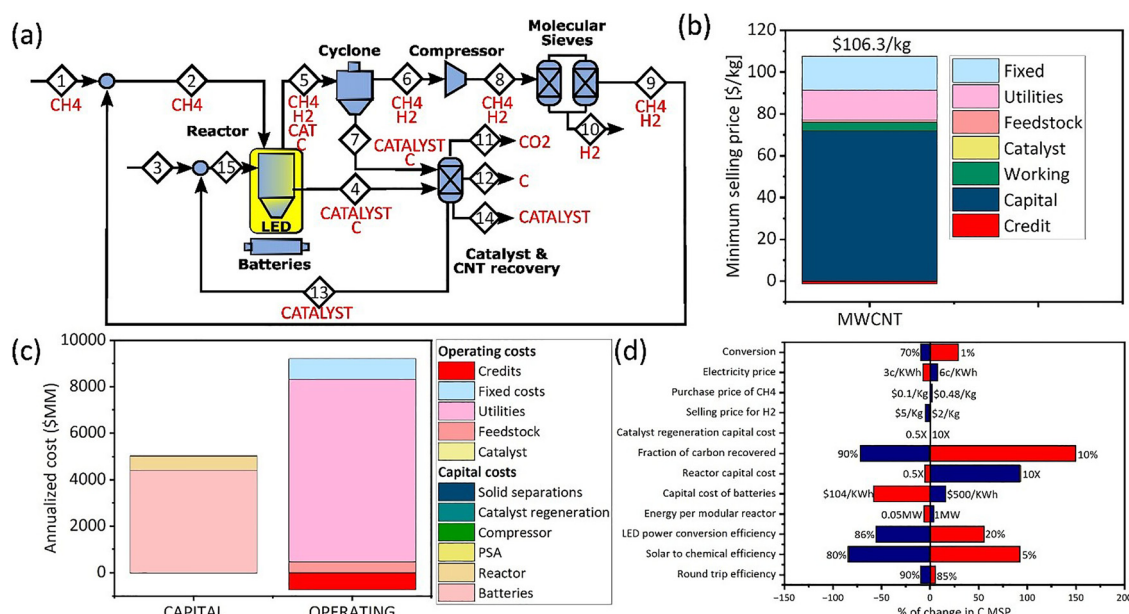 (a)
Cyclone
Compressor
Molecular
Sieves
1
CH4
2
CH4
5
CH4
H2
CAT
C
6
CH4
H2
8
CH4
H2
9
CH4
H2
10
H2
Reactor
7
CATALYST
C
11
CO2
3
15
4
CATALYST
C
12
C
14
CATALYST
LED
Batteries
Catalyst &
CNT recovery
13
CATALYST
(b)
Minimum selling price [$/kg]
120
100
80
60
40
20
0
$106.3/kg
MWCNT
Fixed
Utilities
Feedstock
Catalyst
Working
Capital
Credit
(c)
Annualized cost ($MM)
10000
8000
6000
4000
2000
0
CAPITAL
OPERATING
Operating costs
Credits
Fixed costs
Utilities
Feedstock
Catalyst
Capital costs
Solid separations
Catalyst regeneration
Compressor
PSA
Reactor
Batteries
(d)
Conversion 70% 1%
Electricity price 3c/KWh 6c/KWh
Purchase price of CH4 $0.1/Kg $0.48/Kg
Selling price for H2 $5/Kg $2/Kg
Catalyst regeneration capital cost 0.5X 10X
Fraction of carbon recovered 90% 10%
Reactor capital cost 0.5X 10X
Capital cost of batteries $104/KWh $500/KWh
Energy per modular reactor 0.05MW 1MW
LED power conversion efficiency 86% 20%
Solar to chemical efficiency 80% 5%
Round trip efficiency 90% 85%
−150 −100 −50 0 50 100 150 200
% of change in C MSP